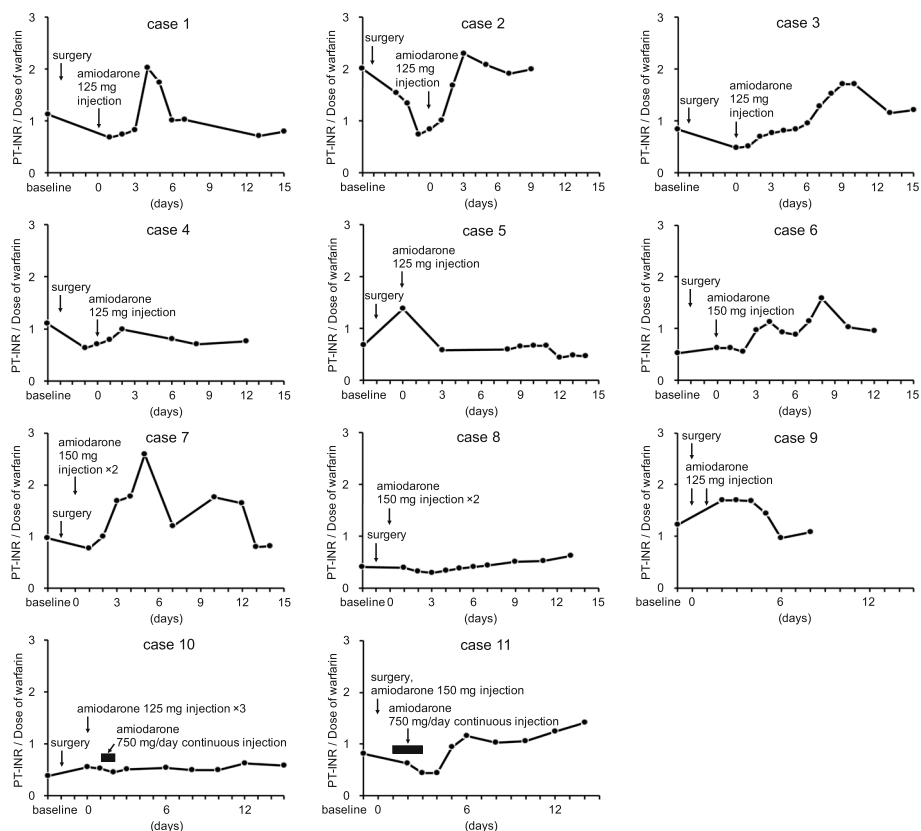 case 1
PT-INR / Dose of warfarin
3
2
1
0
surgery
amiodarone
125 mg
injection
baseline 0 3 6 9 12 15
(days)
case 2
PT-INR / Dose of warfarin
3
2
1
0
surgery
amiodarone
125 mg
injection
baseline 0 3 6 9 12 15
(days)
case 3
PT-INR / Dose of warfarin
3
2
1
0
surgery
amiodarone
125 mg
injection
baseline 0 3 6 9 12 15
(days)
case 4
PT-INR / Dose of warfarin
3
2
1
0
surgery
amiodarone
125 mg injection
baseline 0 3 6 9 12 15
(days)
case 5
PT-INR / Dose of warfarin
3
2
1
0
amiodarone
125 mg injection
surgery
baseline 0 3 6 9 12 15
(days)
case 6
PT-INR / Dose of warfarin
3
2
1
0
surgery
amiodarone
150 mg injection
baseline 0 3 6 9 12 15
(days)
case 7
PT-INR / Dose of warfarin
3
2
1
0
amiodarone
150 mg
injection ×2
surgery
baseline 0 3 6 9 12 15
(days)
case 8
PT-INR / Dose of warfarin
3
2
1
0
amiodarone
150 mg injection ×2
surgery
baseline 0 3 6 9 12 15
(days)
case 9
PT-INR / Dose of warfarin
3
2
1
0
surgery
amiodarone
125 mg injection
baseline 0 3 6 12
(days)
case 10
PT-INR / Dose of warfarin
3
2
1
0
amiodarone 125 mg injection ×3
amiodarone
750 mg/day continuous injection
surgery
baseline 0 3 6 12
(days)
case 11
PT-INR / Dose of warfarin
3
2
1
0
surgery,
amiodarone 150 mg injection
amiodarone
750 mg/day continuous injection
baseline 0 3 6 12
(days)